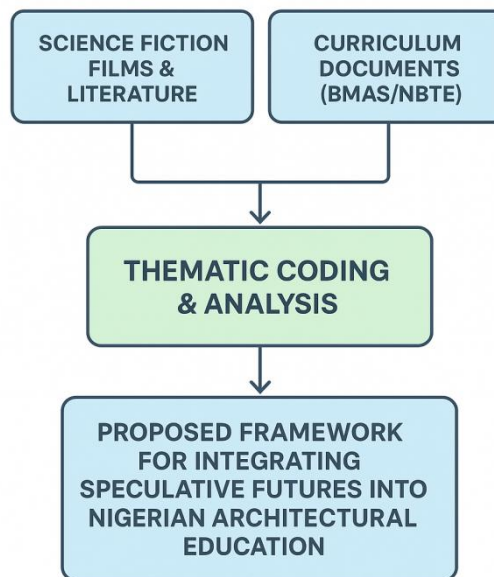 SCIENCE FICTION
FILMS &
LITERATURE
CURRICULUM
DOCUMENTS
(BMAS/NBTE)
THEMATIC CODING
& ANALYSIS
PROPOSED FRAMEWORK
FOR INTEGRATING
SPECULATIVE FUTURES INTO
NIGERIAN ARCHITECTURAL
EDUCATION